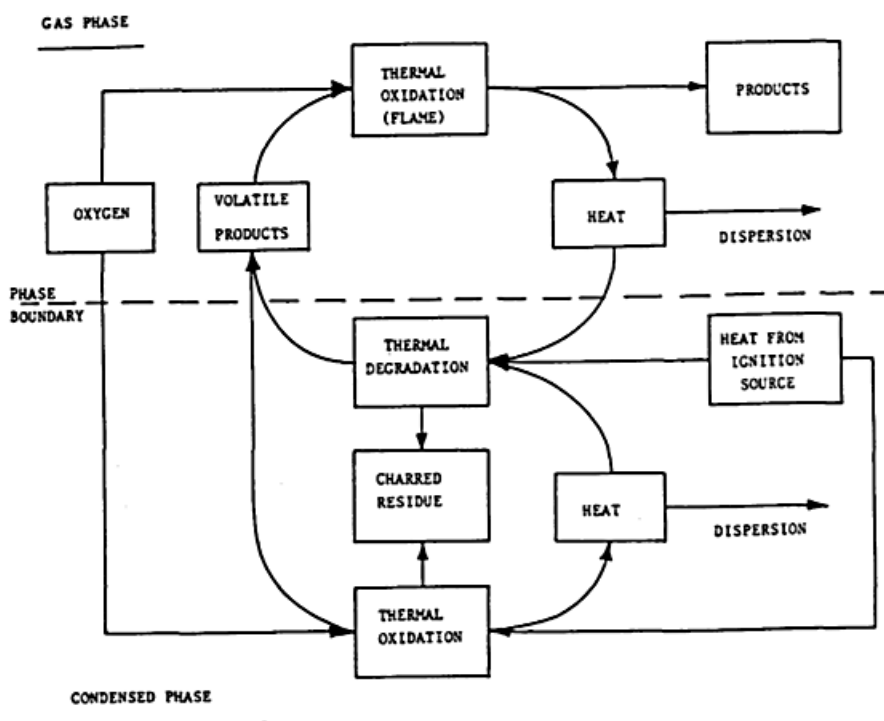 GAS PHASE
THERMAL
OXIDATION
(FLAME)
PRODUCTS
OXYGEN
VOLATILE
PRODUCTS
HEAT
DISPERSION
PHASE
BOUNDARY
THERMAL
DEGRADATION
HEAT FROM
IGNITION
SOURCE
CHARRED
RESIDUE
HEAT
DISPERSION
THERMAL
OXIDATION
CONDENSED PHASE